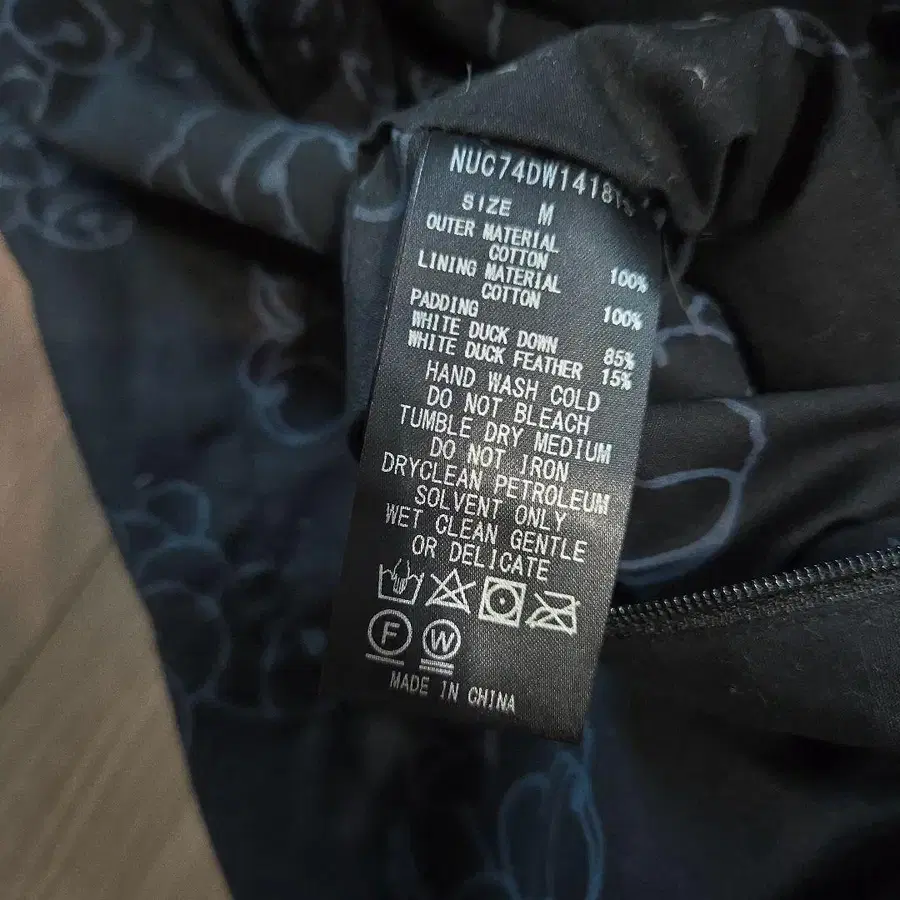 SIZE M
OUTER MATERIAL
COTTON 100%
LINING MATERIAL
COTTON 100%
PADDING
WHITE DUCK DOWN 85%
WHITE DUCK FEATHER 15%
HAND WASH COLD
DO NOT BLEACH
TUMBLE DRY MEDIUM
DO NOT IRON
DRYCLEAN PETROLEUM
SOLVENT ONLY
WET CLEAN GENTLE
OR DELICATE
F W
MADE IN CHINA